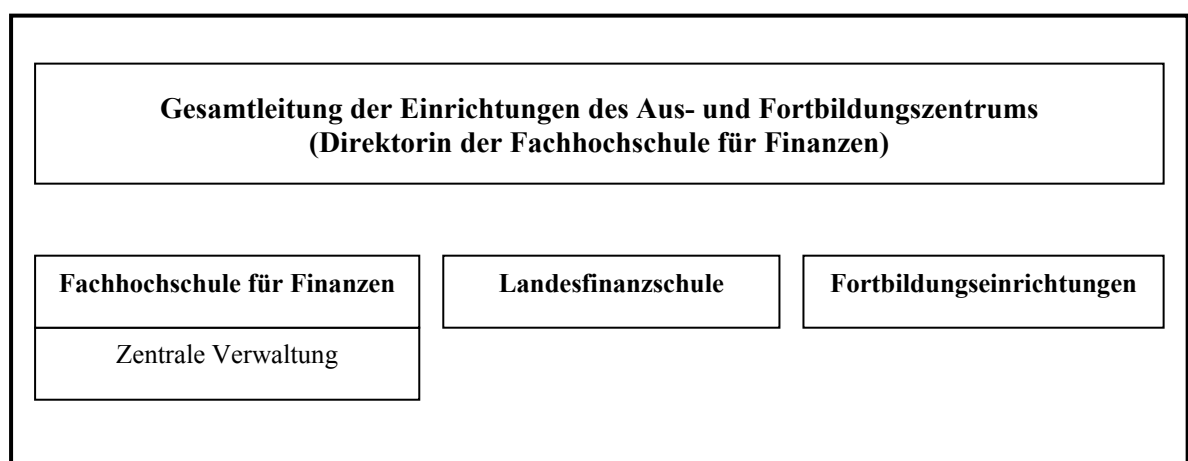 Gesamtleitung der Einrichtungen des Aus- und Fortbildungszentrums
(Direktorin der Fachhochschule für Finanzen)
Fachhochschule für Finanzen
Landesfinanzschule
Fortbildungseinrichtungen
Zentrale Verwaltung